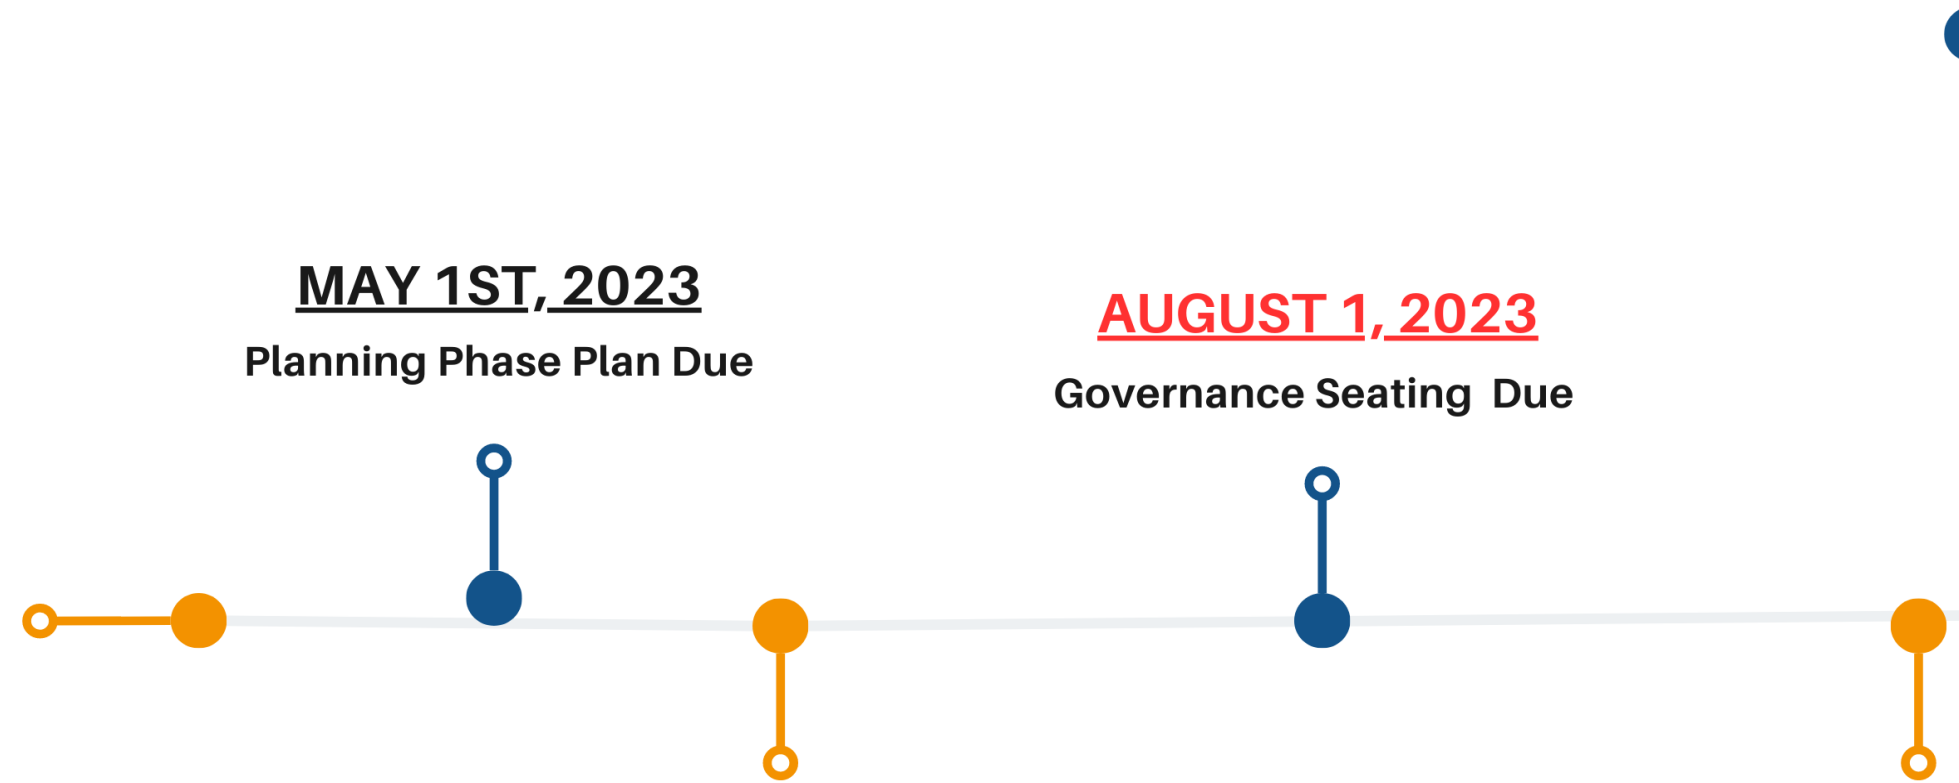 MAY 1ST, 2023
Planning Phase Plan Due
AUGUST 1, 2023
Governance Seating  Due